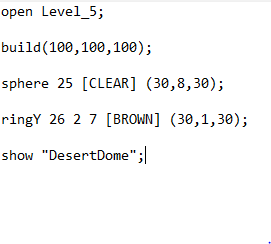 open Level_5;
build(100,100,100);
sphere 25 [CLEAR] (30,8,30);
ringY 26 2 7 [BROWN] (30,1,30);
show "DesertDome";